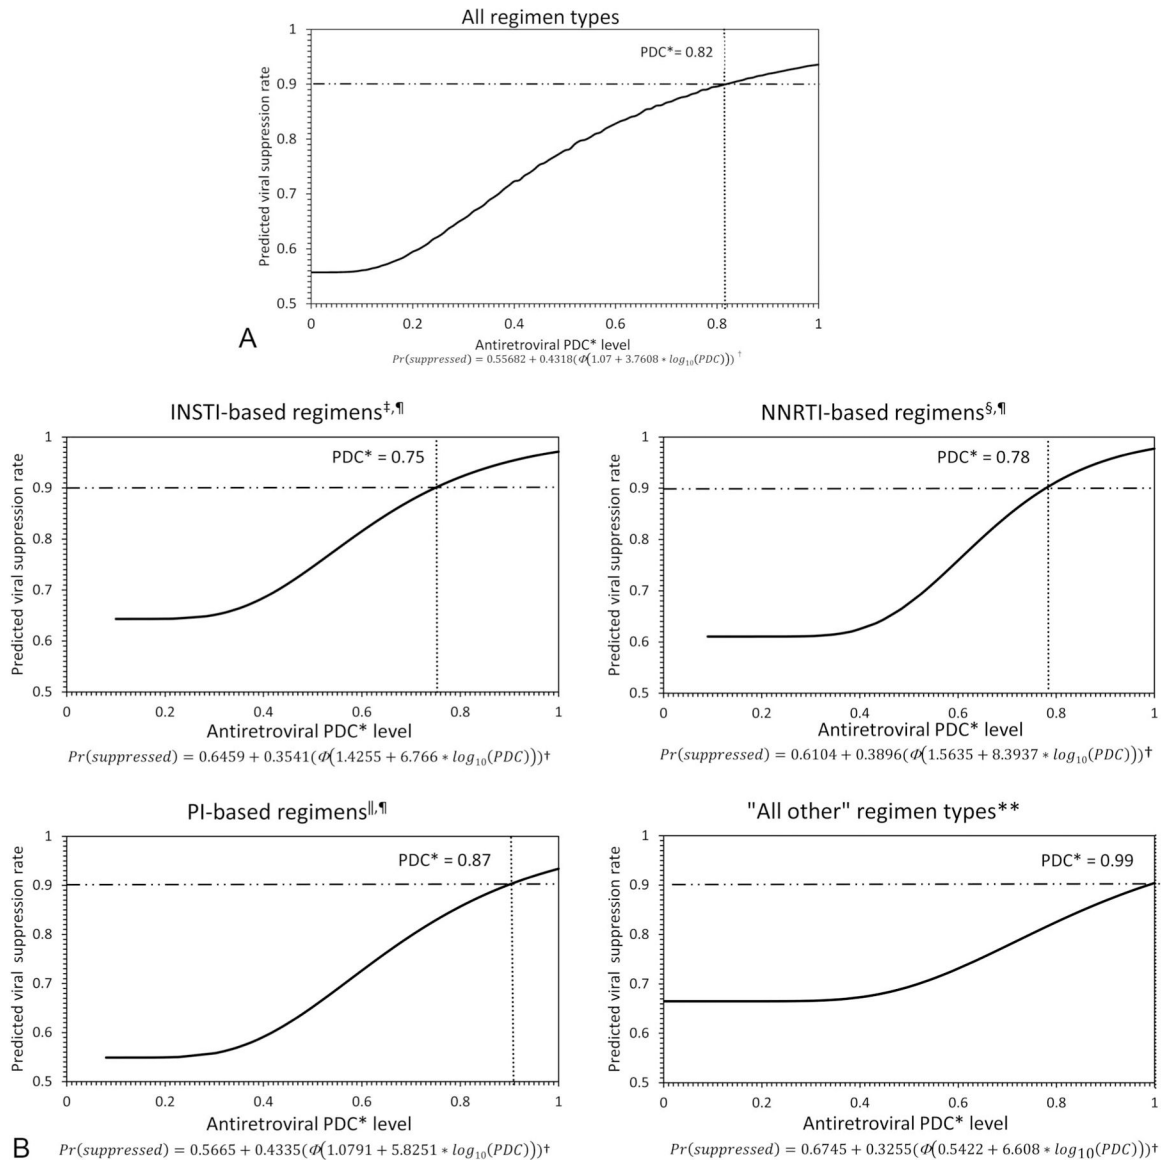 All regimen types
PDC*= 0.82
Predicted viral suppression rate
1
0.9
0.8
0.7
0.6
0.5
0 0.2 0.4 0.6 0.8 1
Antiretroviral PDC* level
Pr(suppressed) = 0.55682 + 0.4318(Φ(1.07 + 3.7608 * log₁₀(PDC)))†
A
INSTI-based regimens‡,¶
PDC* = 0.75
Predicted viral suppression rate
1
0.9
0.8
0.7
0.6
0.5
0 0.2 0.4 0.6 0.8 1
Antiretroviral PDC* level
Pr(suppressed) = 0.6459 + 0.3541(Φ(1.4255 + 6.766 * log₁₀(PDC)))†
NNRTI-based regimens§,¶
PDC* = 0.78
Predicted viral suppression rate
1
0.9
0.8
0.7
0.6
0.5
0 0.2 0.4 0.6 0.8 1
Antiretroviral PDC* level
Pr(suppressed) = 0.6104 + 0.3896(Φ(1.5635 + 8.3937 * log₁₀(PDC)))†
PI-based regimens‖,¶
PDC* = 0.87
Predicted viral suppression rate
1
0.9
0.8
0.7
0.6
0.5
0 0.2 0.4 0.6 0.8 1
Antiretroviral PDC* level
B
Pr(suppressed) = 0.5665 + 0.4335(Φ(1.0791 + 5.8251 * log₁₀(PDC)))†
"All other" regimen types**
PDC* = 0.99
Predicted viral suppression rate
1
0.9
0.8
0.7
0.6
0.5
0 0.2 0.4 0.6 0.8 1
Antiretroviral PDC* level
Pr(suppressed) = 0.6745 + 0.3255(Φ(0.5422 + 6.608 * log₁₀(PDC)))†